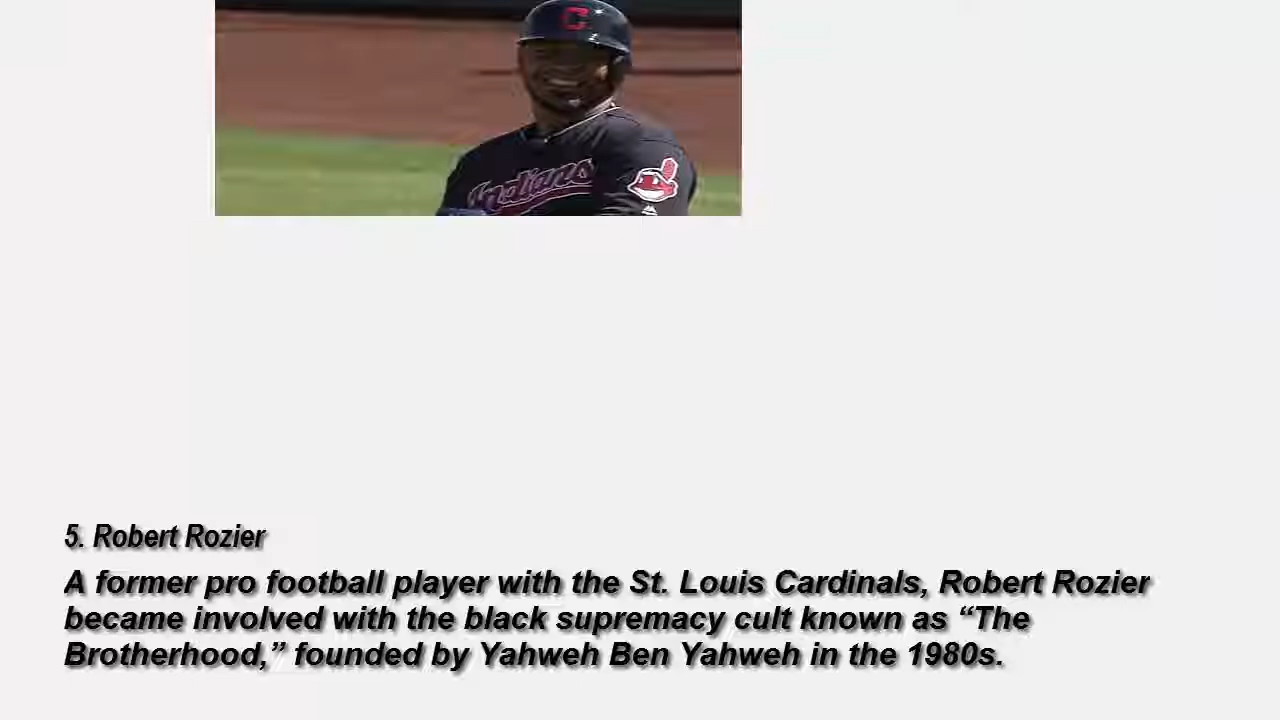 C
Indians
5. Robert Rozier
A former pro football player with the St. Louis Cardinals, Robert Rozier
became involved with the black supremacy cult known as “The
Brotherhood,” founded by Yahweh Ben Yahweh in the 1980s.